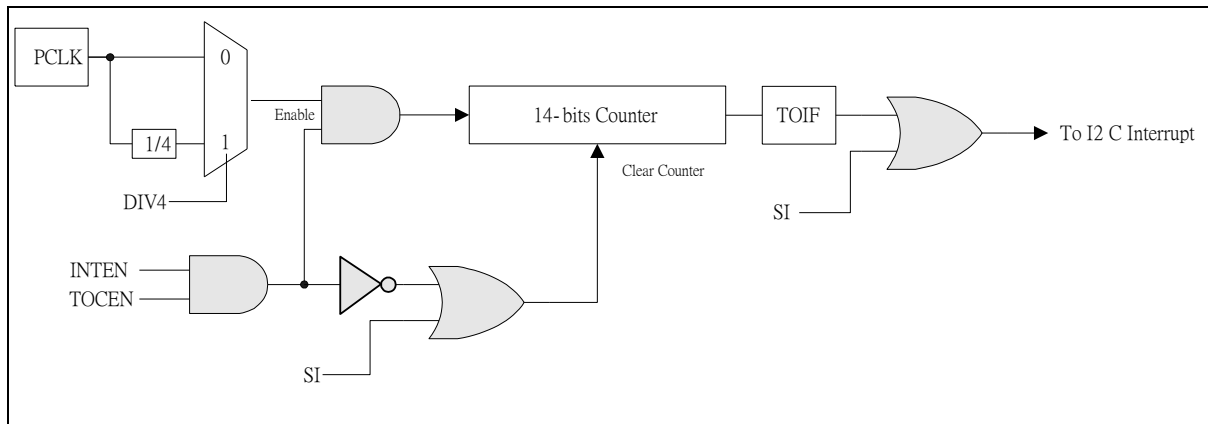 PCLK
0
1/4
1
DIV4
Enable
14- bits Counter
TOIF
To I2 C Interrupt
Clear Counter
SI
INTEN
TOCEN
SI